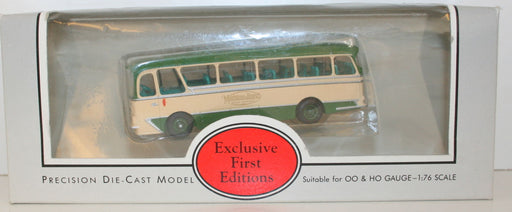 Exclusive
First
Editions
PRECISION DIE-CAST MODEL
Suitable for OO & HO GAUGE-1:76 SCALE